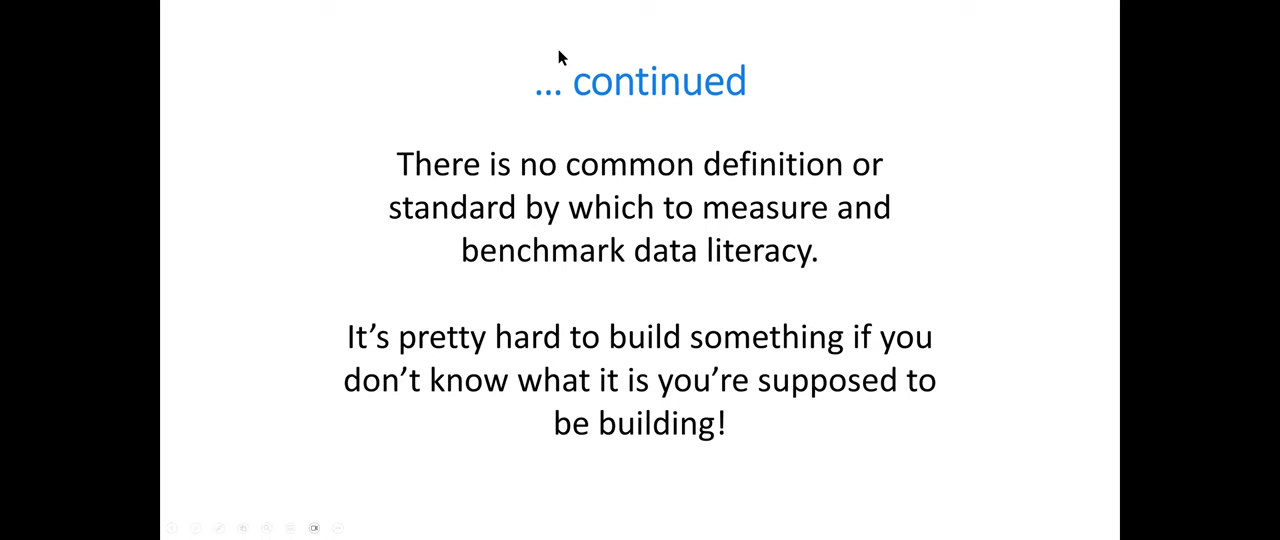 ... continued
There is no common definition or
standard by which to measure and
benchmark data literacy.
It’s pretty hard to build something if you
don’t know what it is you’re supposed to
be building!